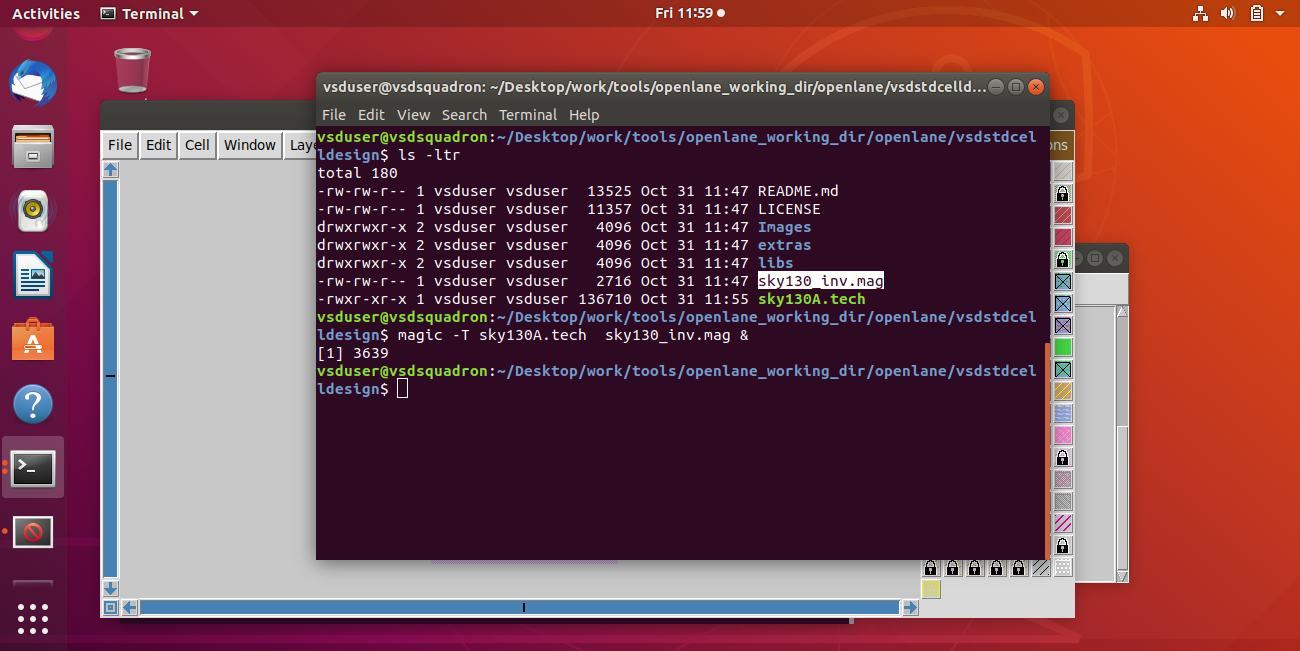 Activities Terminal Fri 11:59
vsduser@vsdsquadron: ~/Desktop/work/tools/openlane_working_dir/openlane/vsdstdcelld...
File Edit View Search Terminal Help
File Edit Cell Window Laye
ons
vsduser@vsdsquadron:~/Desktop/work/tools/openlane_working_dir/openlane/vsdstdcel
ldesign$ ls -ltr
total 180
-rw-rw-r-- 1 vsduser vsduser  13525 Oct 31 11:47 README.md
-rw-rw-r-- 1 vsduser vsduser  11357 Oct 31 11:47 LICENSE
drwxrwxr-x 2 vsduser vsduser   4096 Oct 31 11:47 Images
drwxrwxr-x 2 vsduser vsduser   4096 Oct 31 11:47 extras
drwxrwxr-x 2 vsduser vsduser   4096 Oct 31 11:47 libs
-rw-rw-r-- 1 vsduser vsduser   2716 Oct 31 11:47 sky130_inv.mag
-rwxr-xr-x 1 vsduser vsduser 136710 Oct 31 11:55 sky130A.tech
vsduser@vsdsquadron:~/Desktop/work/tools/openlane_working_dir/openlane/vsdstdcel
ldesign$ magic -T sky130A.tech  sky130_inv.mag &
[1] 3639
vsduser@vsdsquadron:~/Desktop/work/tools/openlane_working_dir/openlane/vsdstdcel
ldesign$